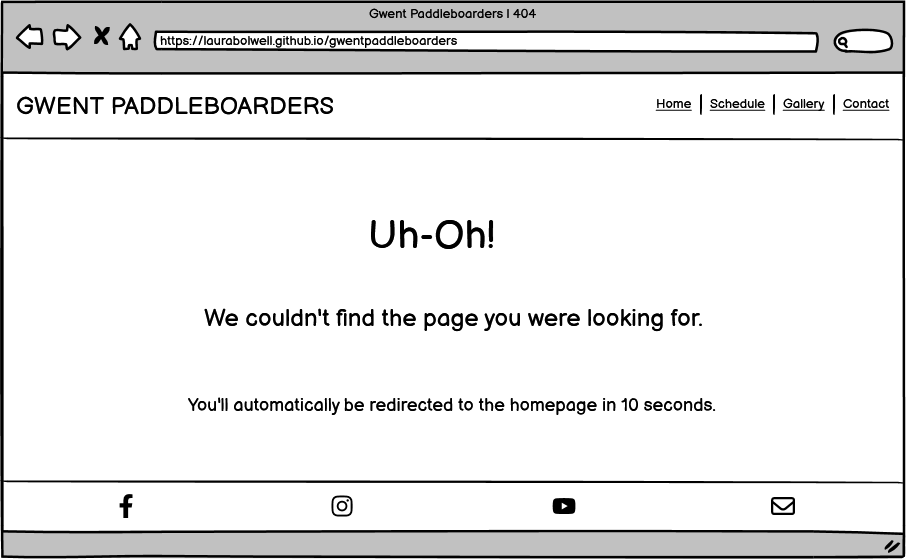 Gwent Paddleboarders | 404
https://laurabolwell.github.io/gwentpaddleboarders
GWENT PADDLEBOARDERS
Home | Schedule | Gallery | Contact
Uh-Oh!
We couldn't find the page you were looking for.
You'll automatically be redirected to the homepage in 10 seconds.